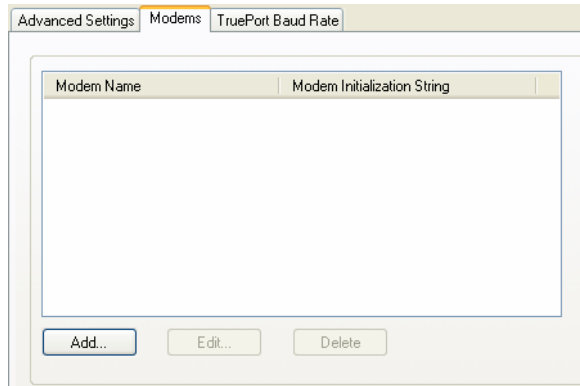 Advanced Settings Modems TruePort Baud Rate
Modem Name Modem Initialization String
Add... Edit... Delete